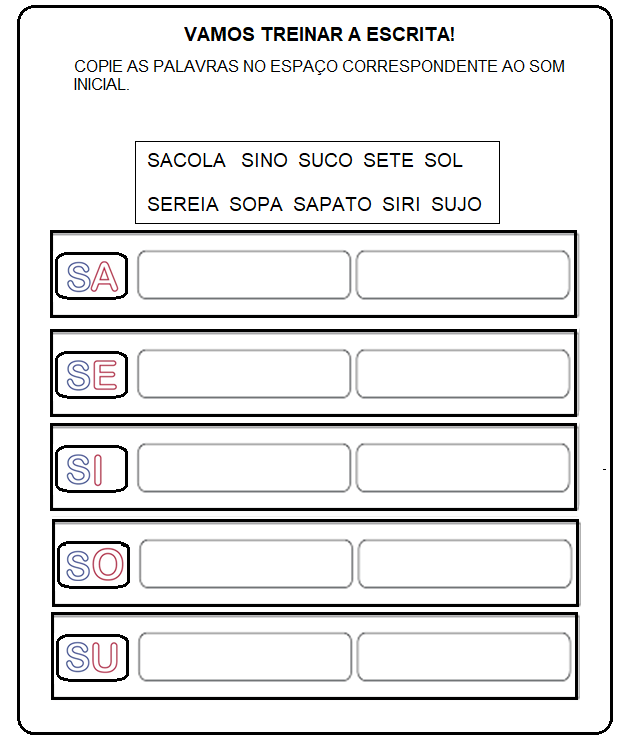 VAMOS TREINAR A ESCRITA!
COPIE AS PALAVRAS NO ESPAÇO CORRESPONDENTE AO SOM
INICIAL.
SACOLA SINO SUCO SETE SOL
SEREIA SOPA SAPATO SIRI SUJO
SA
SE
SI
SO
SU